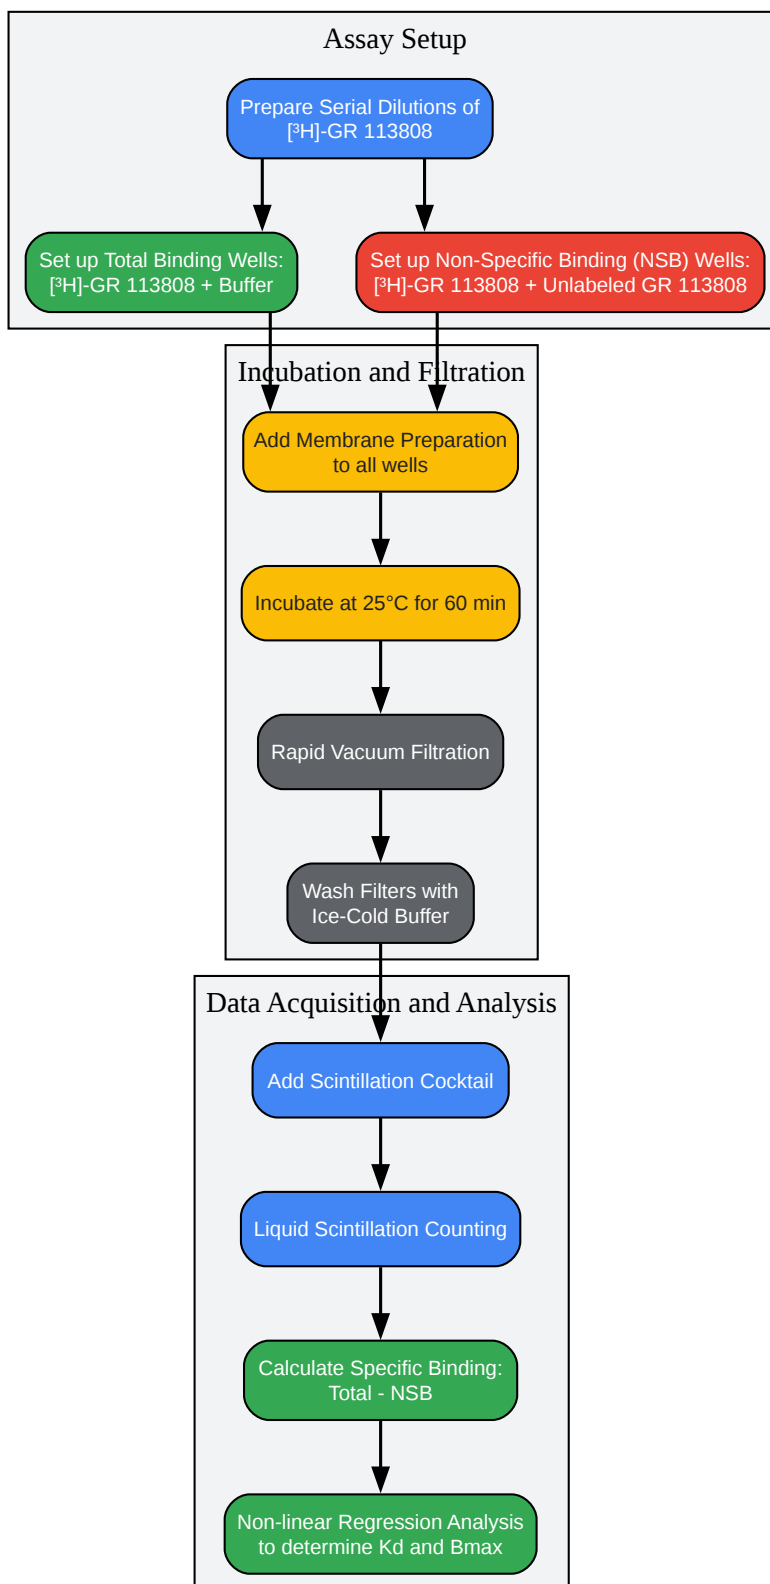 Assay Setup
Prepare Serial Dilutions of
[³H]-GR 113808
Set up Total Binding Wells:
[³H]-GR 113808 + Buffer
Set up Non-Specific Binding (NSB) Wells:
[³H]-GR 113808 + Unlabeled GR 113808
Incubation and Filtration
Add Membrane Preparation
to all wells
Incubate at 25°C for 60 min
Rapid Vacuum Filtration
Wash Filters with
Ice-Cold Buffer
Data Acquisition and Analysis
Add Scintillation Cocktail
Liquid Scintillation Counting
Calculate Specific Binding:
Total - NSB
Non-linear Regression Analysis
to determine Kd and Bmax